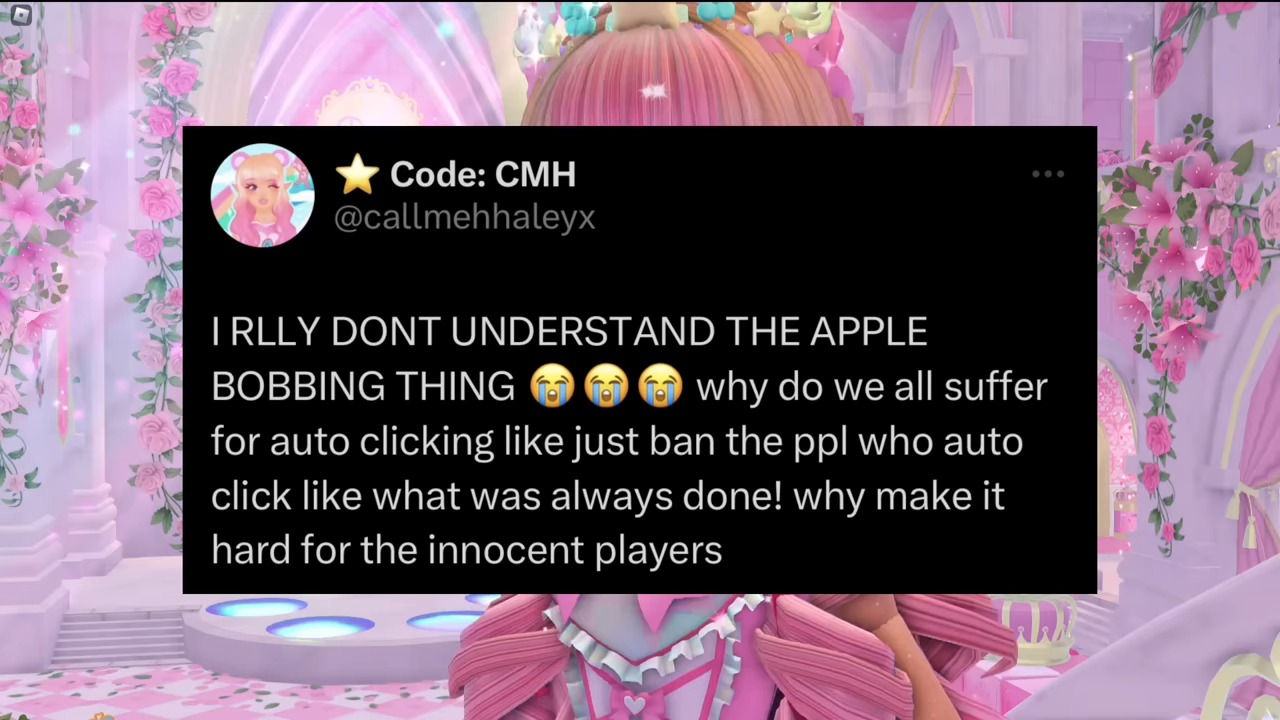 ⭐ Code: CMH
@callmehhaleyx
I RLLY DONT UNDERSTAND THE APPLE
BOBBING THING 😭😭😭 why do we all suffer
for auto clicking like just ban the ppl who auto
click like what was always done! why make it
hard for the innocent players